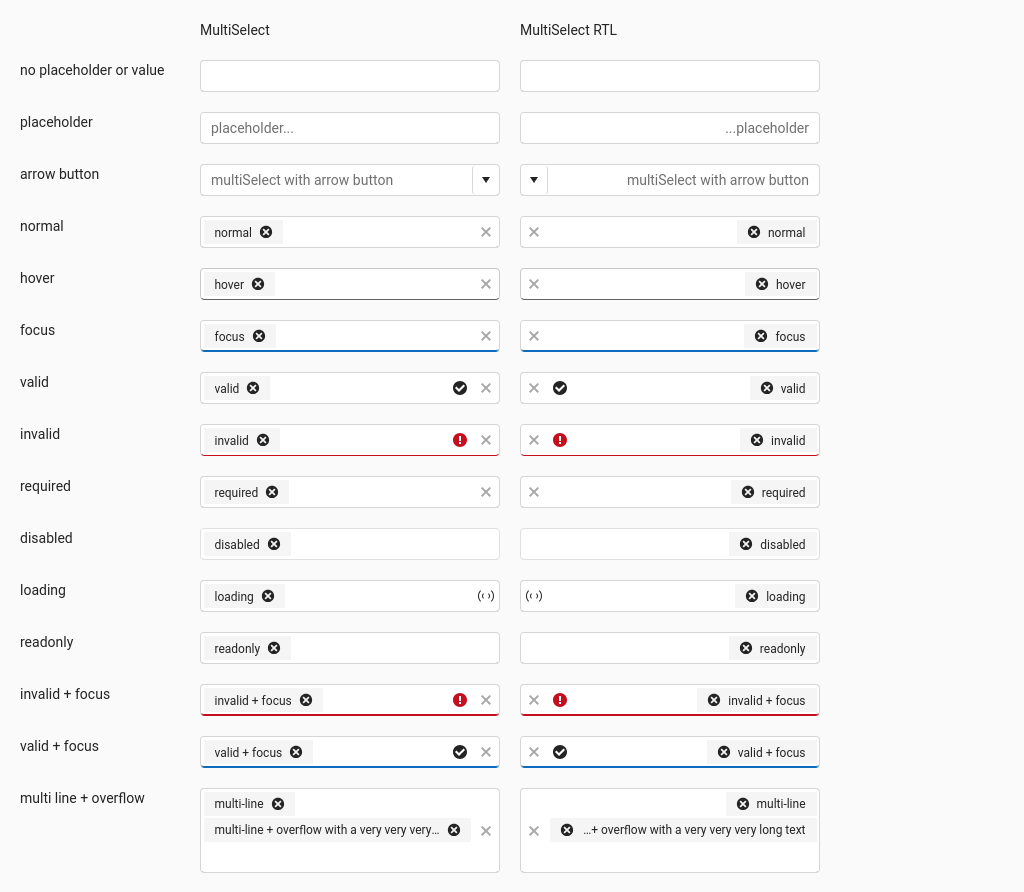 MultiSelect MultiSelect RTL
no placeholder or value
placeholder placeholder... ...placeholder
arrow button multiSelect with arrow button multiSelect with arrow button
normal normal normal
hover hover hover
focus focus focus
valid valid valid
invalid invalid invalid
required required required
disabled disabled disabled
loading loading loading
readonly readonly readonly
invalid + focus invalid + focus invalid + focus
valid + focus valid + focus valid + focus
multi line + overflow multi-line multi-line
multi-line + overflow with a very very very... ...+ overflow with a very very very long text